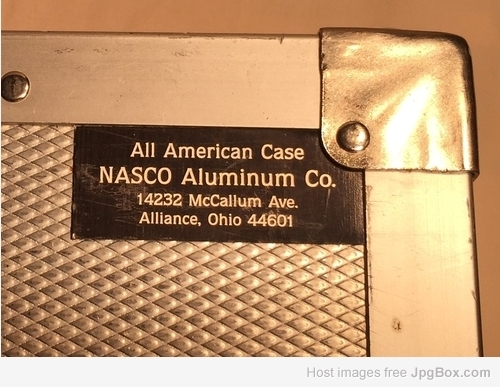 All American Case
NASCO Aluminum Co.
14232 McCallum Ave.
Alliance, Ohio 44601
Host images free JpgBox.com